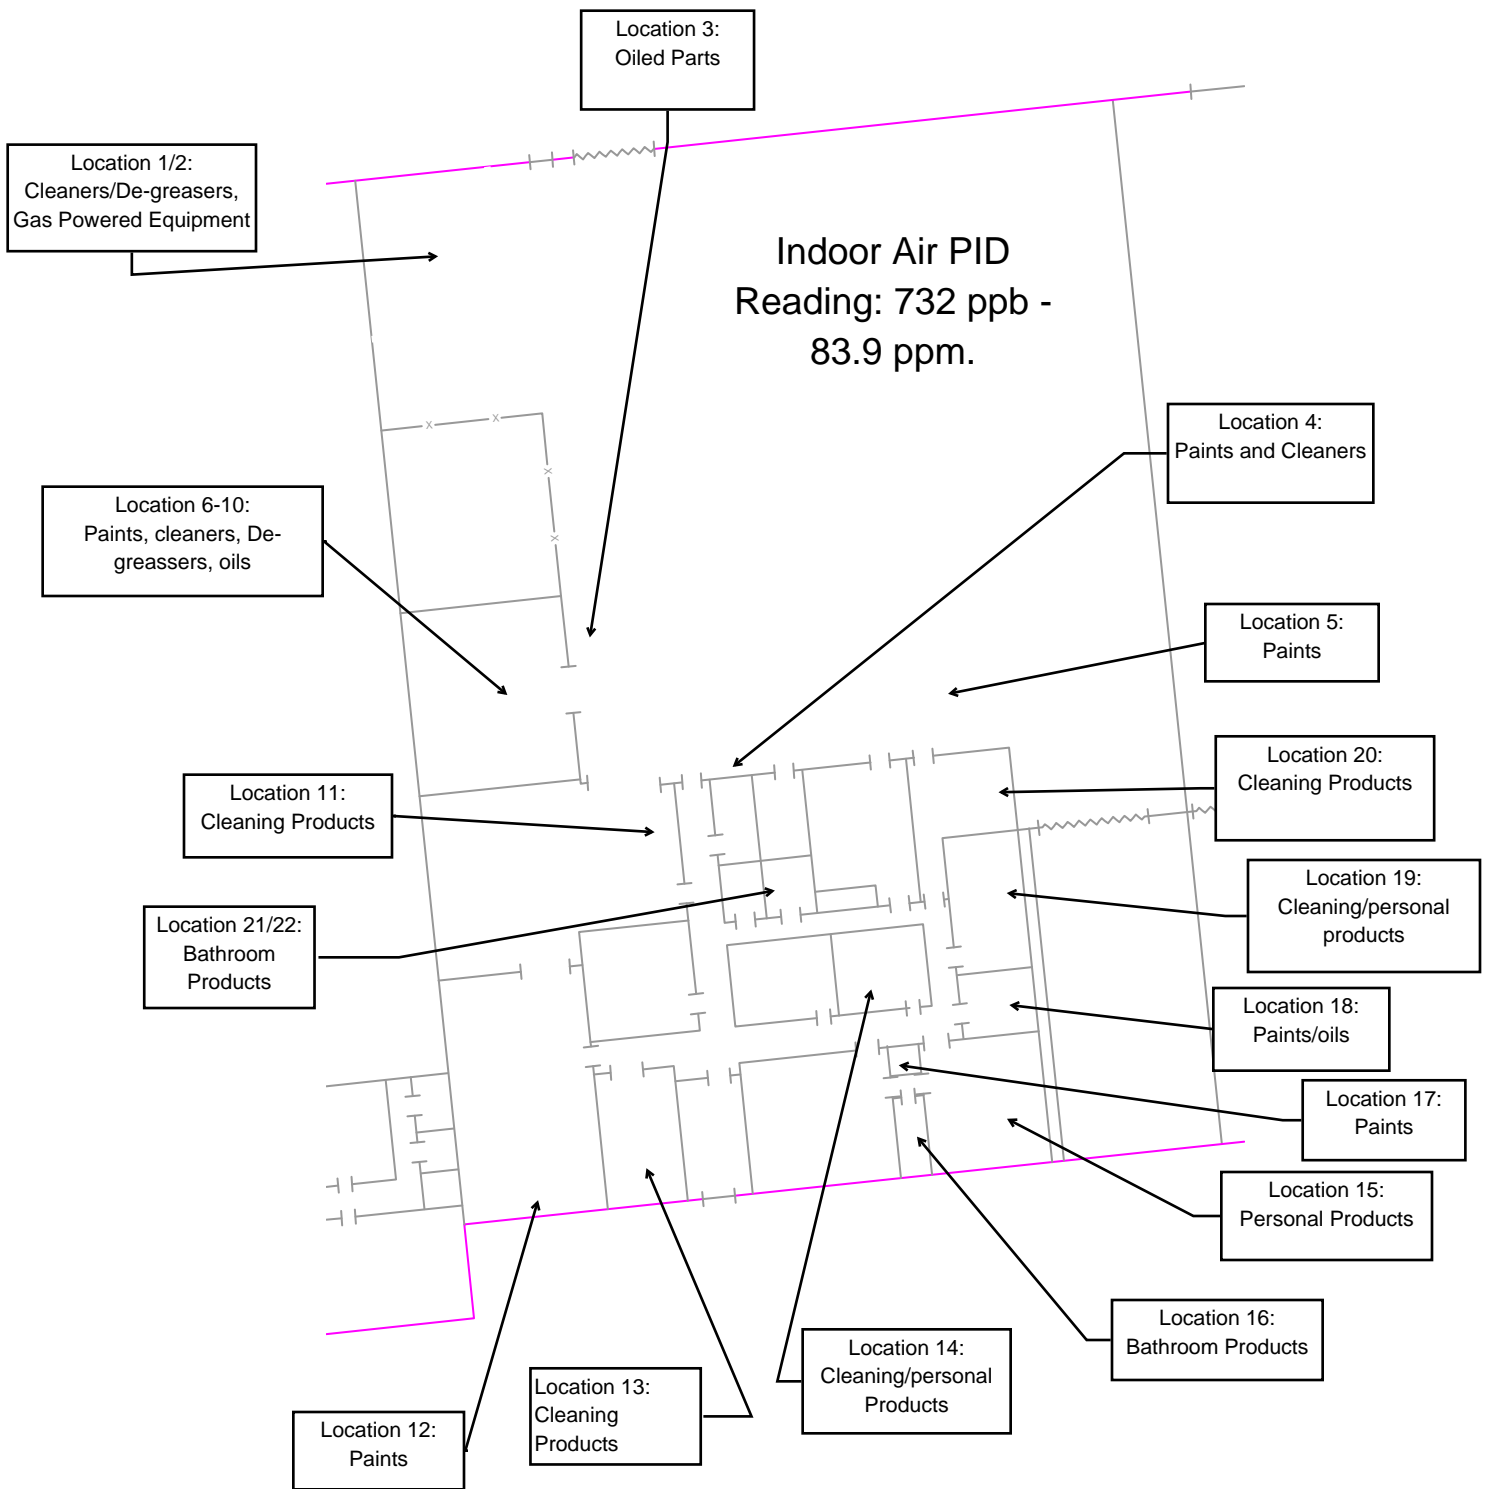 Location 3:
Oiled Parts
Location 1/2:
Cleaners/De-greasers,
Gas Powered Equipment
Indoor Air PID
Reading: 732 ppb -
83.9 ppm.
Location 4:
Paints and Cleaners
Location 6-10:
Paints, cleaners, De-
greassers, oils
Location 5:
Paints
Location 20:
Cleaning Products
Location 11:
Cleaning Products
Location 19:
Cleaning/personal
products
Location 21/22:
Bathroom
Products
Location 18:
Paints/oils
Location 17:
Paints
Location 15:
Personal Products
Location 16:
Bathroom Products
Location 14:
Cleaning/personal
Products
Location 13:
Cleaning
Products
Location 12:
Paints